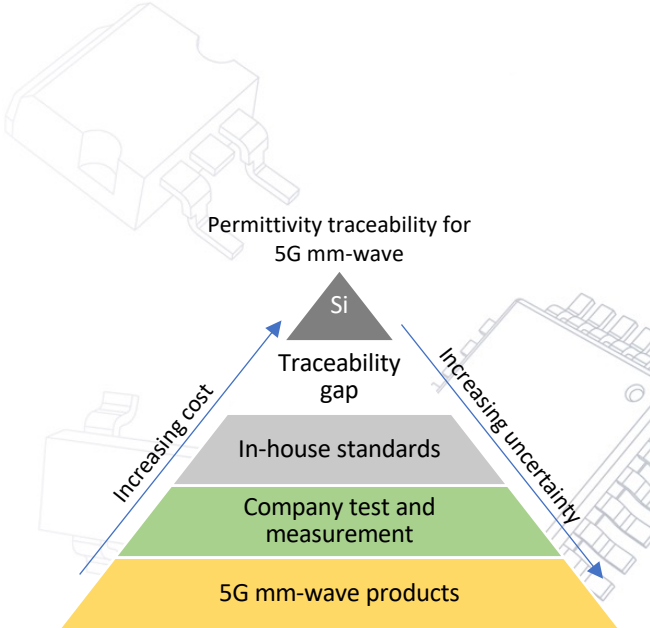 Permittivity traceability for
5G mm-wave
Si
Traceability
gap
Increasing cost
Increasing uncertainty
In-house standards
Company test and
measurement
5G mm-wave products